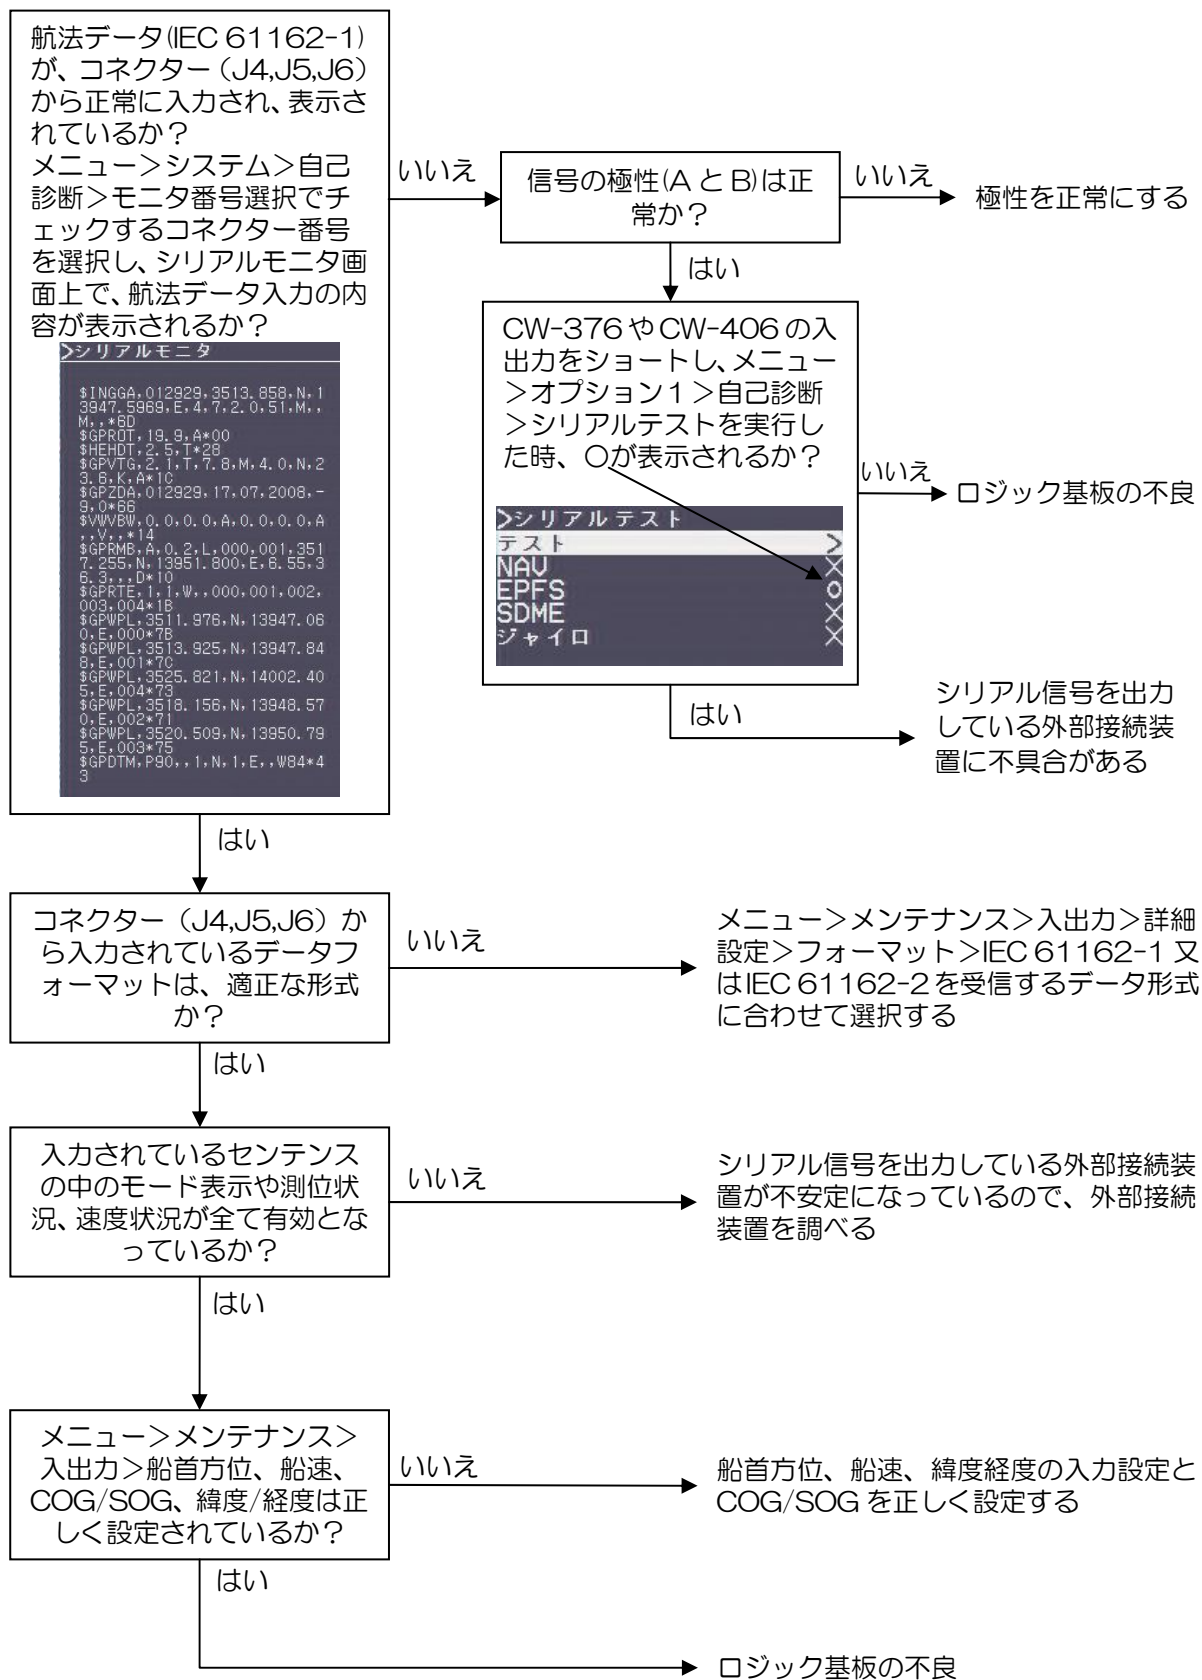 航法データ(IEC 61162-1)
が、コネクター（J4,J5,J6）
から正常に入力され、表示さ
れているか？
メニュー＞システム＞自己
診断＞モニタ番号選択でチ
ェックするコネクター番号
を選択し、シリアルモニタ画
面上で、航法データ入力の内
容が表示されるか？
>シリアルモニタ
$INGGA,012929,3513.858,N,1
3947.5969,E,4,7,2.0,51,M,,
M,,*6D
$GPROT,19.9,A*00
$HEHDT,2.5,T*28
$GPVTG,2.1,T,7.8,M,4.0,N,2
3.6,K,A*1C
$GPZDA,012929,17,07,2008,-
9,0*66
$VWVBW,0.0,0.0,A,0.0,0.0,A
,,V,,*14
$GPRMB,A,0.2,L,000,001,351
7.255,N,13951.800,E,6.55,3
6.3,,,D*10
$GPRTE,1,1,W,,000,001,002,
003,004*1B
$GPWPL,3511.976,N,13947.06
0,E,000*7B
$GPWPL,3513.925,N,13947.84
8,E,001*7C
$GPWPL,3525.821,N,14002.40
5,E,004*73
$GPWPL,3518.156,N,13948.57
0,E,002*71
$GPWPL,3520.509,N,13950.79
5,E,003*75
$GPDTM,P90,,1,N,1,E,,W84*4
3
いいえ
信号の極性(A と B)は正
常か？
いいえ
極性を正常にする
はい
CW-376 や CW-406 の入
出力をショートし、メニュー
＞オプション1＞自己診断
＞シリアルテストを実行し
た時、○が表示されるか？
>シリアルテスト
テスト >
NAV X
EPFS O
SDME X
ジャイロ X
いいえ
ロジック基板の不良
はい
シリアル信号を出力
している外部接続装
置に不具合がある
はい
コネクター（J4,J5,J6）か
ら入力されているデータフ
ォーマットは、適正な形式
か？
いいえ
メニュー＞メンテナンス＞入出力＞詳細
設定＞フォーマット＞IEC 61162-1 又
はIEC 61162-2 を受信するデータ形式
に合わせて選択する
はい
入力されているセンテンス
の中のモード表示や測位状
況、速度状況が全て有効とな
っているか？
いいえ
シリアル信号を出力している外部接続装
置が不安定になっているので、外部接続
装置を調べる
はい
メニュー＞メンテナンス＞
入出力＞船首方位、船速、
COG/SOG、緯度/経度は正
しく設定されているか？
いいえ
船首方位、船速、緯度経度の入力設定と
COG/SOG を正しく設定する
はい
ロジック基板の不良